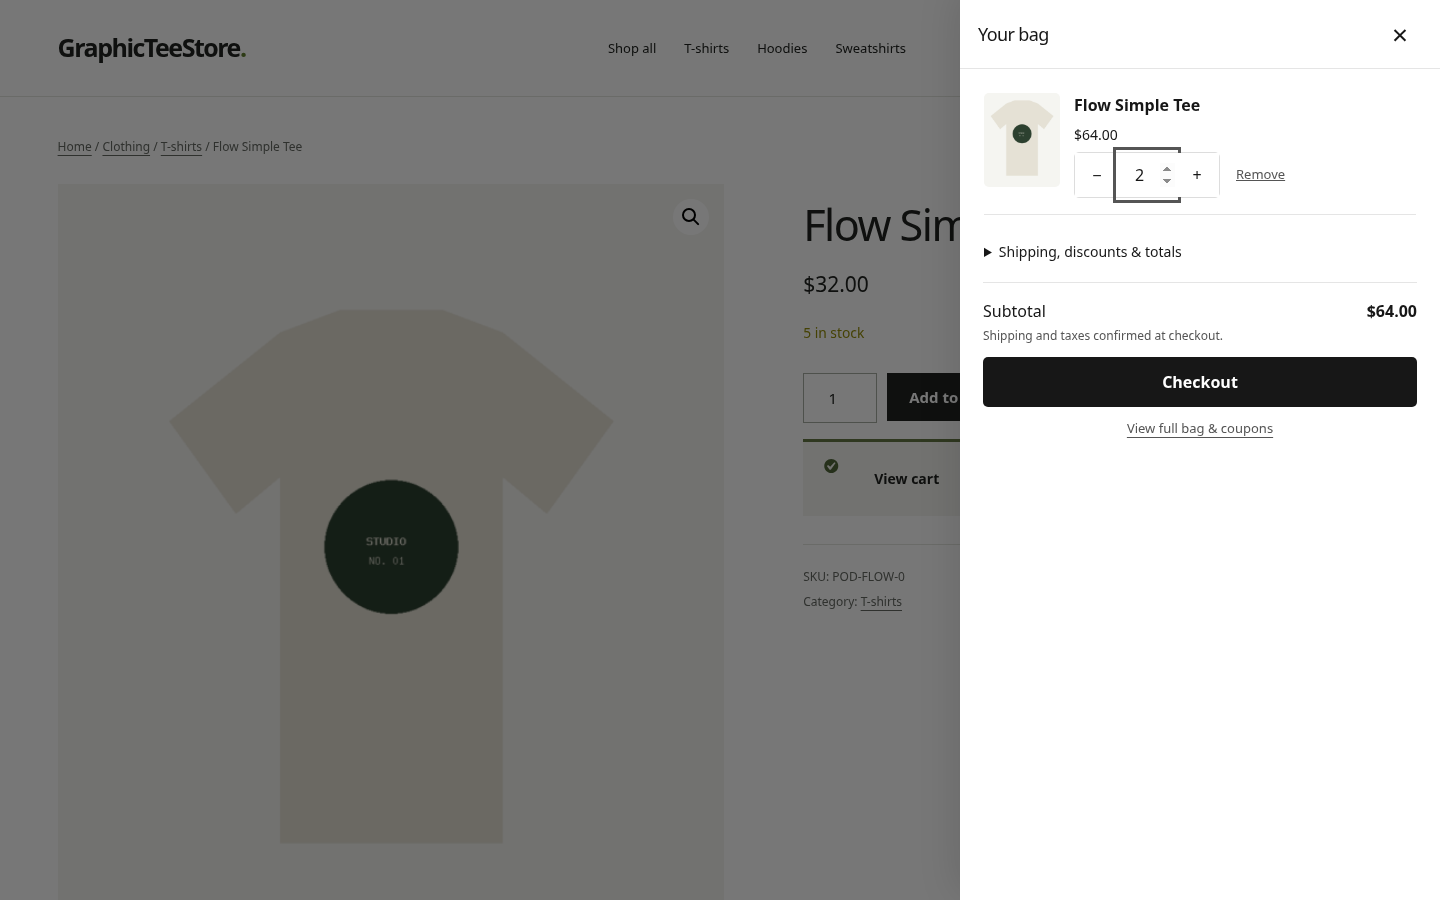 GraphicTeeStore.
Shop all
T-shirts
Hoodies
Sweatshirts
Home / Clothing / T-shirts / Flow Simple Tee
STUDIO
NO. 01
Flow Sim
$32.00
5 in stock
1
Add to
View cart
SKU: POD-FLOW-0
Category: T-shirts
Your bag
Flow Simple Tee
$64.00
− 2 + Remove
Shipping, discounts & totals
Subtotal $64.00
Shipping and taxes confirmed at checkout.
Checkout
View full bag & coupons